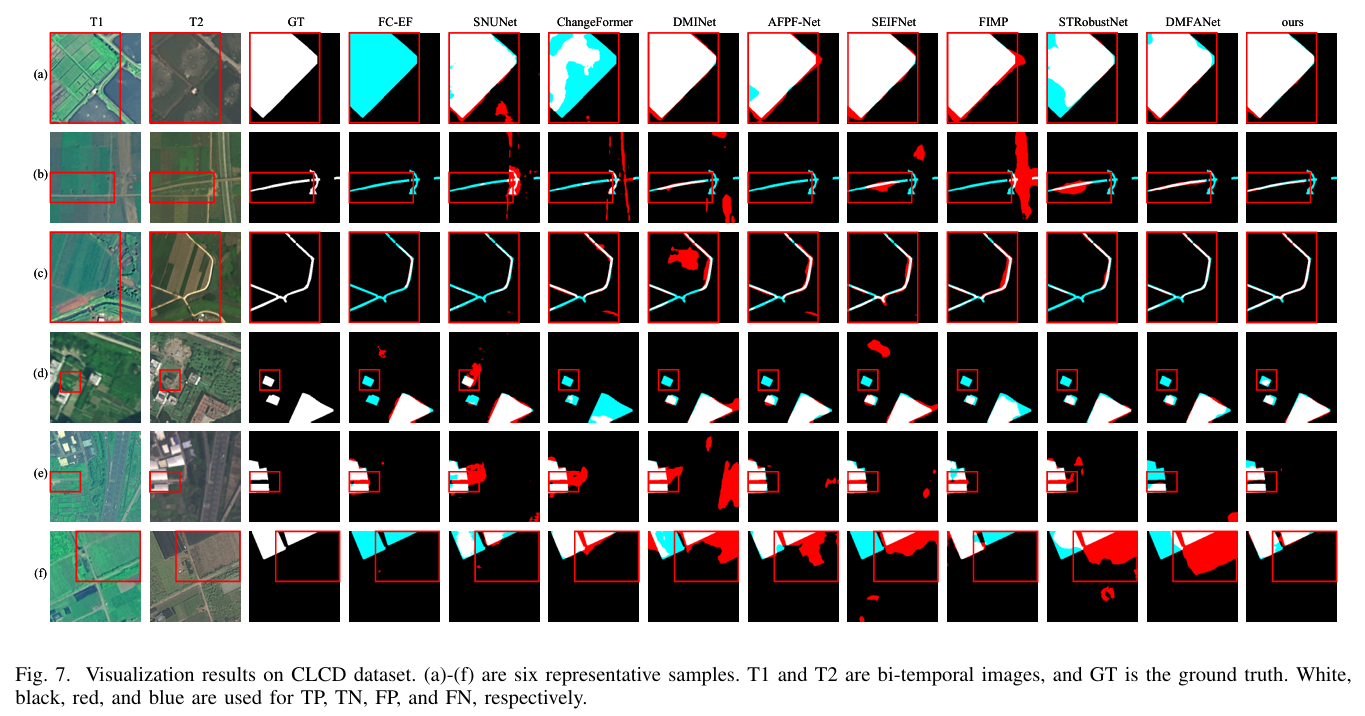 T1 T2 GT FC-EF SNUNet ChangeFormer DMINet AFPF-Net SEIFNet FIMP STRobustNet DMFANet ours
(a)
(b)
(c)
(d)
(e)
(f)
Fig. 7. Visualization results on CLCD dataset. (a)-(f) are six representative samples. T1 and T2 are bi-temporal images, and GT is the ground truth. White,
black, red, and blue are used for TP, TN, FP, and FN, respectively.